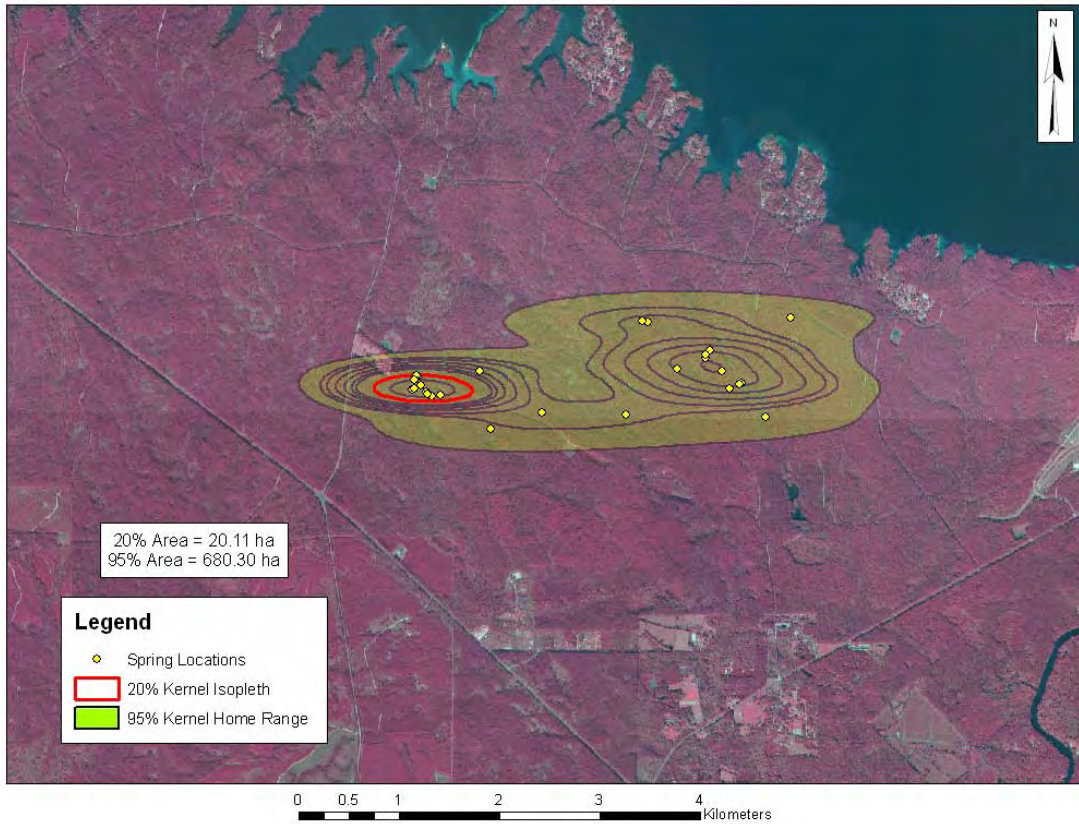 N
20% Area = 20.11 ha
95% Area = 680.30 ha
Legend
Spring Locations
20% Kernel Isopleth
95% Kernel Home Range
0 0.5 1 2 3 4
Kilometers